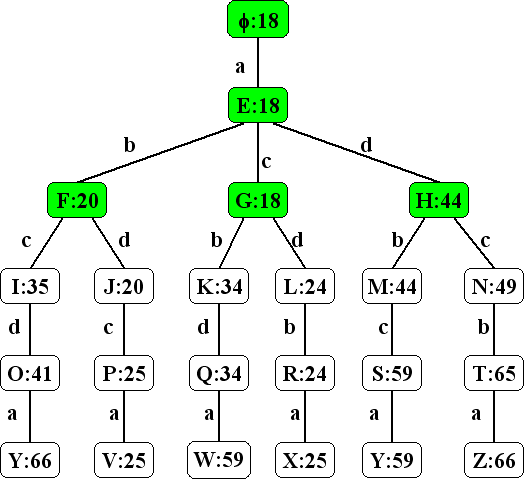 ϕ:18
a
E:18
b c d
F:20 G:18 H:44
c d b d b c
I:35 J:20 K:34 L:24 M:44 N:49
d c d b c b
O:41 P:25 Q:34 R:24 S:59 T:65
a a a a a a
Y:66 V:25 W:59 X:25 Y:59 Z:66